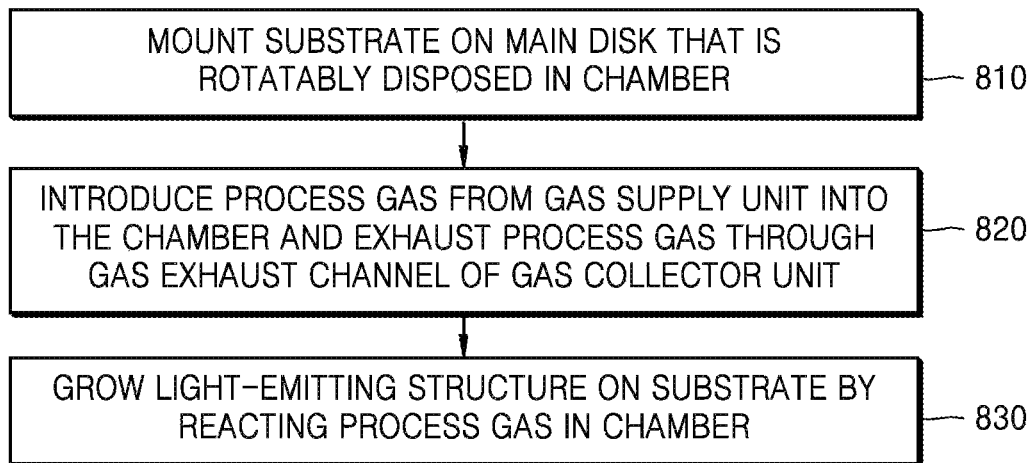 MOUNT SUBSTRATE ON MAIN DISK THAT IS
ROTATABLY DISPOSED IN CHAMBER
810
INTRODUCE PROCESS GAS FROM GAS SUPPLY UNIT INTO
THE CHAMBER AND EXHAUST PROCESS GAS THROUGH
GAS EXHAUST CHANNEL OF GAS COLLECTOR UNIT
820
GROW LIGHT-EMITTING STRUCTURE ON SUBSTRATE BY
REACTING PROCESS GAS IN CHAMBER
830